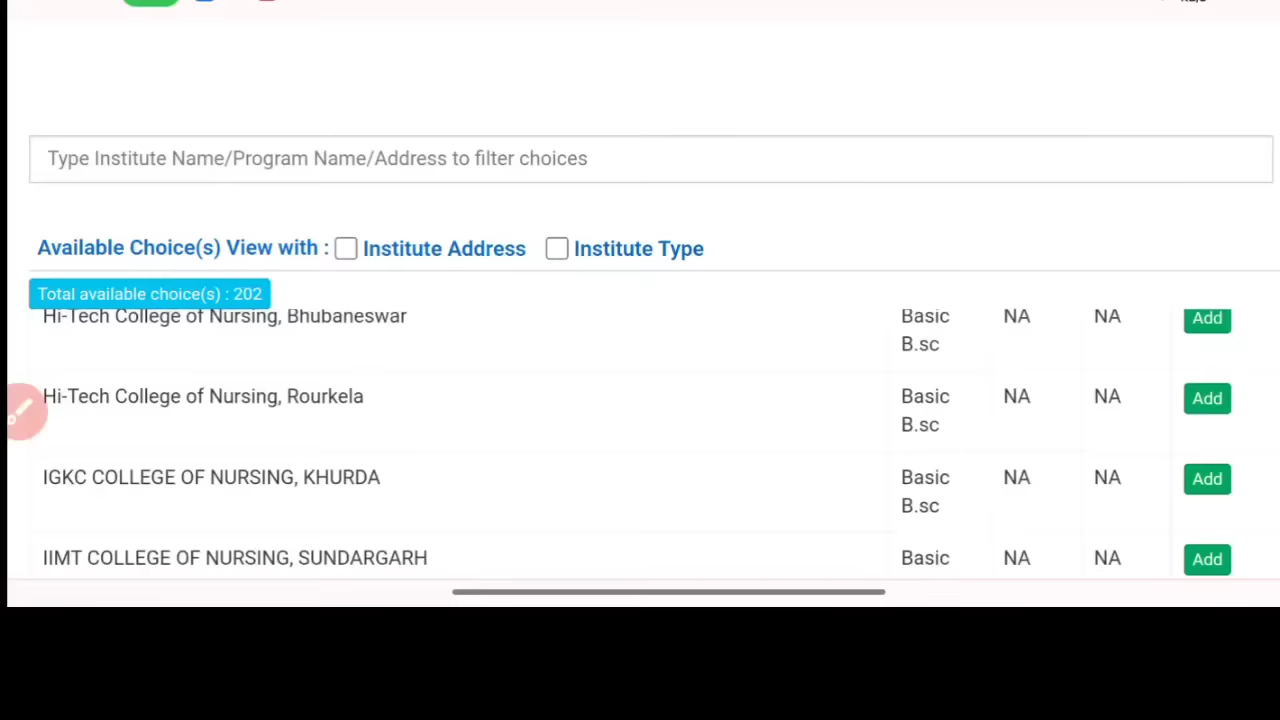 Type Institute Name/Program Name/Address to filter choices
Available Choice(s) View with : Institute Address Institute Type
Total available choice(s) : 202
Hi-Tech College of Nursing, Bhubaneswar Basic NA NA Add
B.sc
Hi-Tech College of Nursing, Rourkela Basic NA NA Add
B.sc
IGKC COLLEGE OF NURSING, KHURDA Basic NA NA Add
B.sc
IIMT COLLEGE OF NURSING, SUNDARGARH Basic NA NA Add